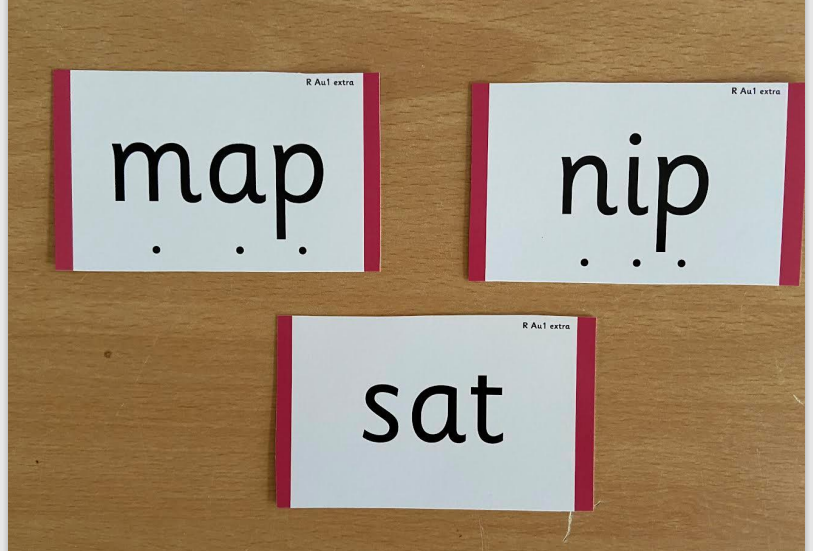 R Au1 extra
map
R Au1 extra
nip
R Au1 extra
sat